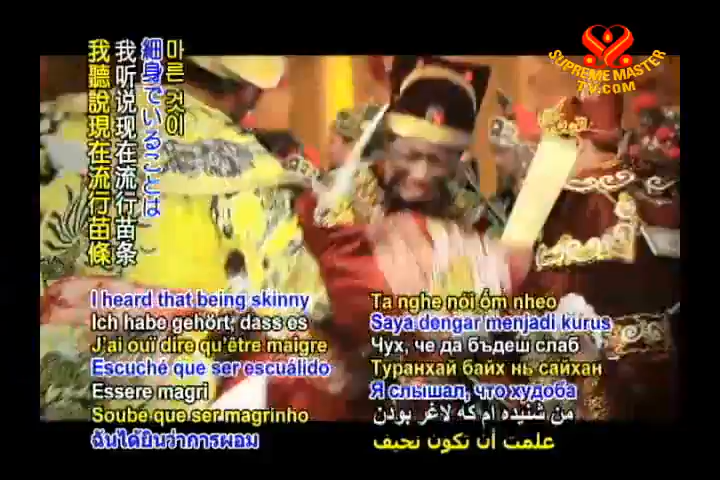 SUPREME MASTER
TV.COM
마른 것이
細身でいることは
我听说现在流行苗条
我聽說現在流行苗條
I heard that being skinny
Ich habe gehört, dass es
J'ai ouï dire qu'être maigre
Escuché que ser escuálido
Essere magri
Soube que ser magrinho
ฉันได้ยินว่าการผอม
Ta nghe nói ốm nheo
Saya dengar menjadi kurus
Чух, че да бъдеш слаб
Туранхай байх нь сайхан
Я слышал, что худоба
من شنیده ام که لاغر بودن
علمت أن تكون نحيف